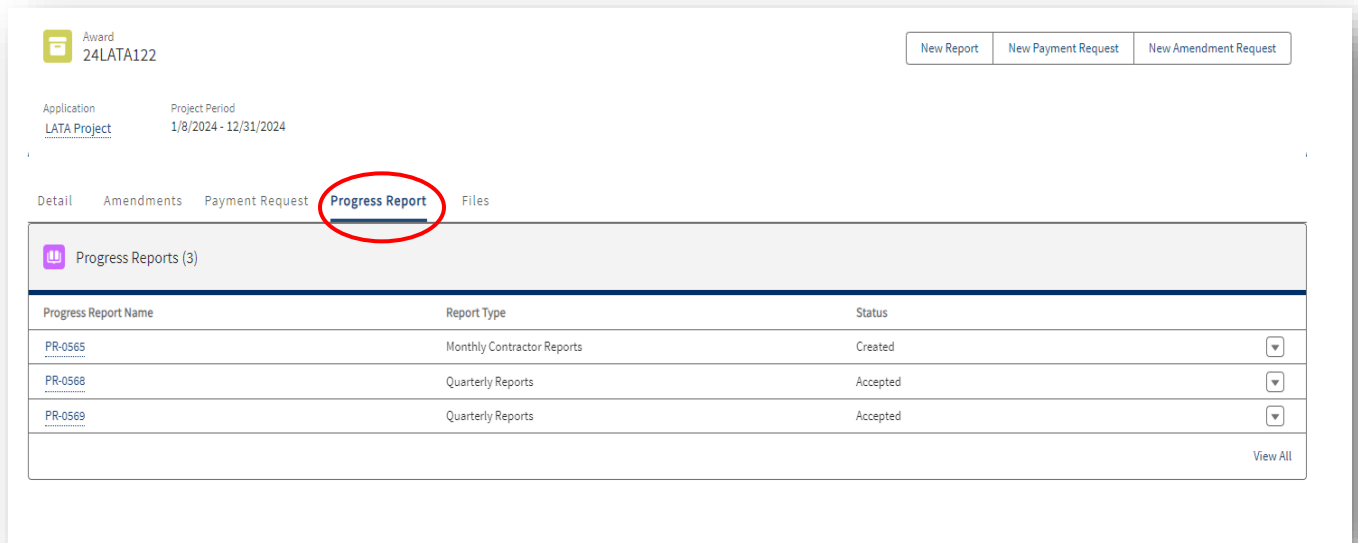 Award
24LATA122
New Report New Payment Request New Amendment Request
Application Project Period
LATA Project 1/8/2024 - 12/31/2024
Detail Amendments Payment Request Progress Report Files
Progress Reports (3)
Progress Report Name Report Type Status
PR-0565 Monthly Contractor Reports Created
PR-0568 Quarterly Reports Accepted
PR-0569 Quarterly Reports Accepted
View All